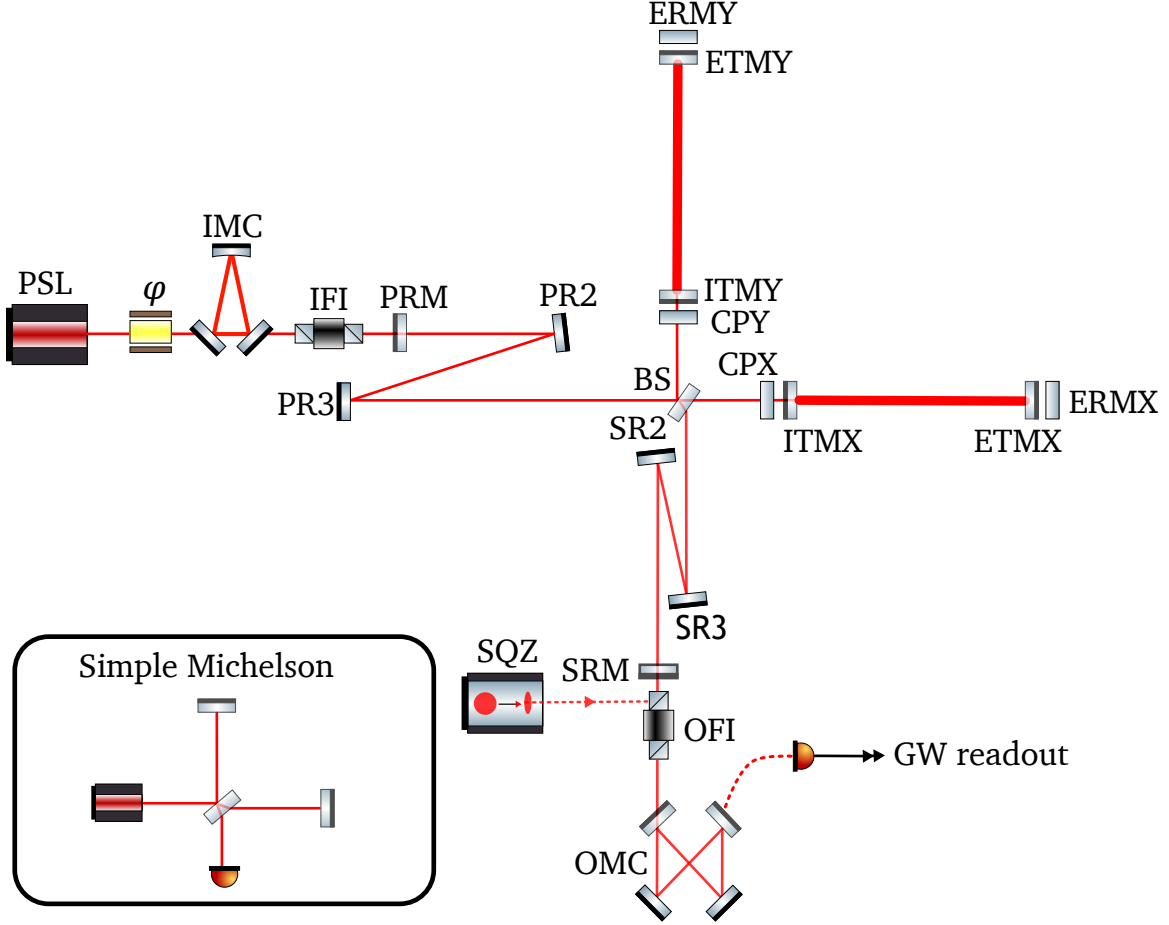 ERMY
ETMY
IMC
PSL
φ
IFI
PRM
PR2
ITMY
CPY
PR3
BS
CPX
ERMX
SR2
ITMX
ETMX
SR3
Simple Michelson
SQZ
SRM
OFI
GW readout
OMC